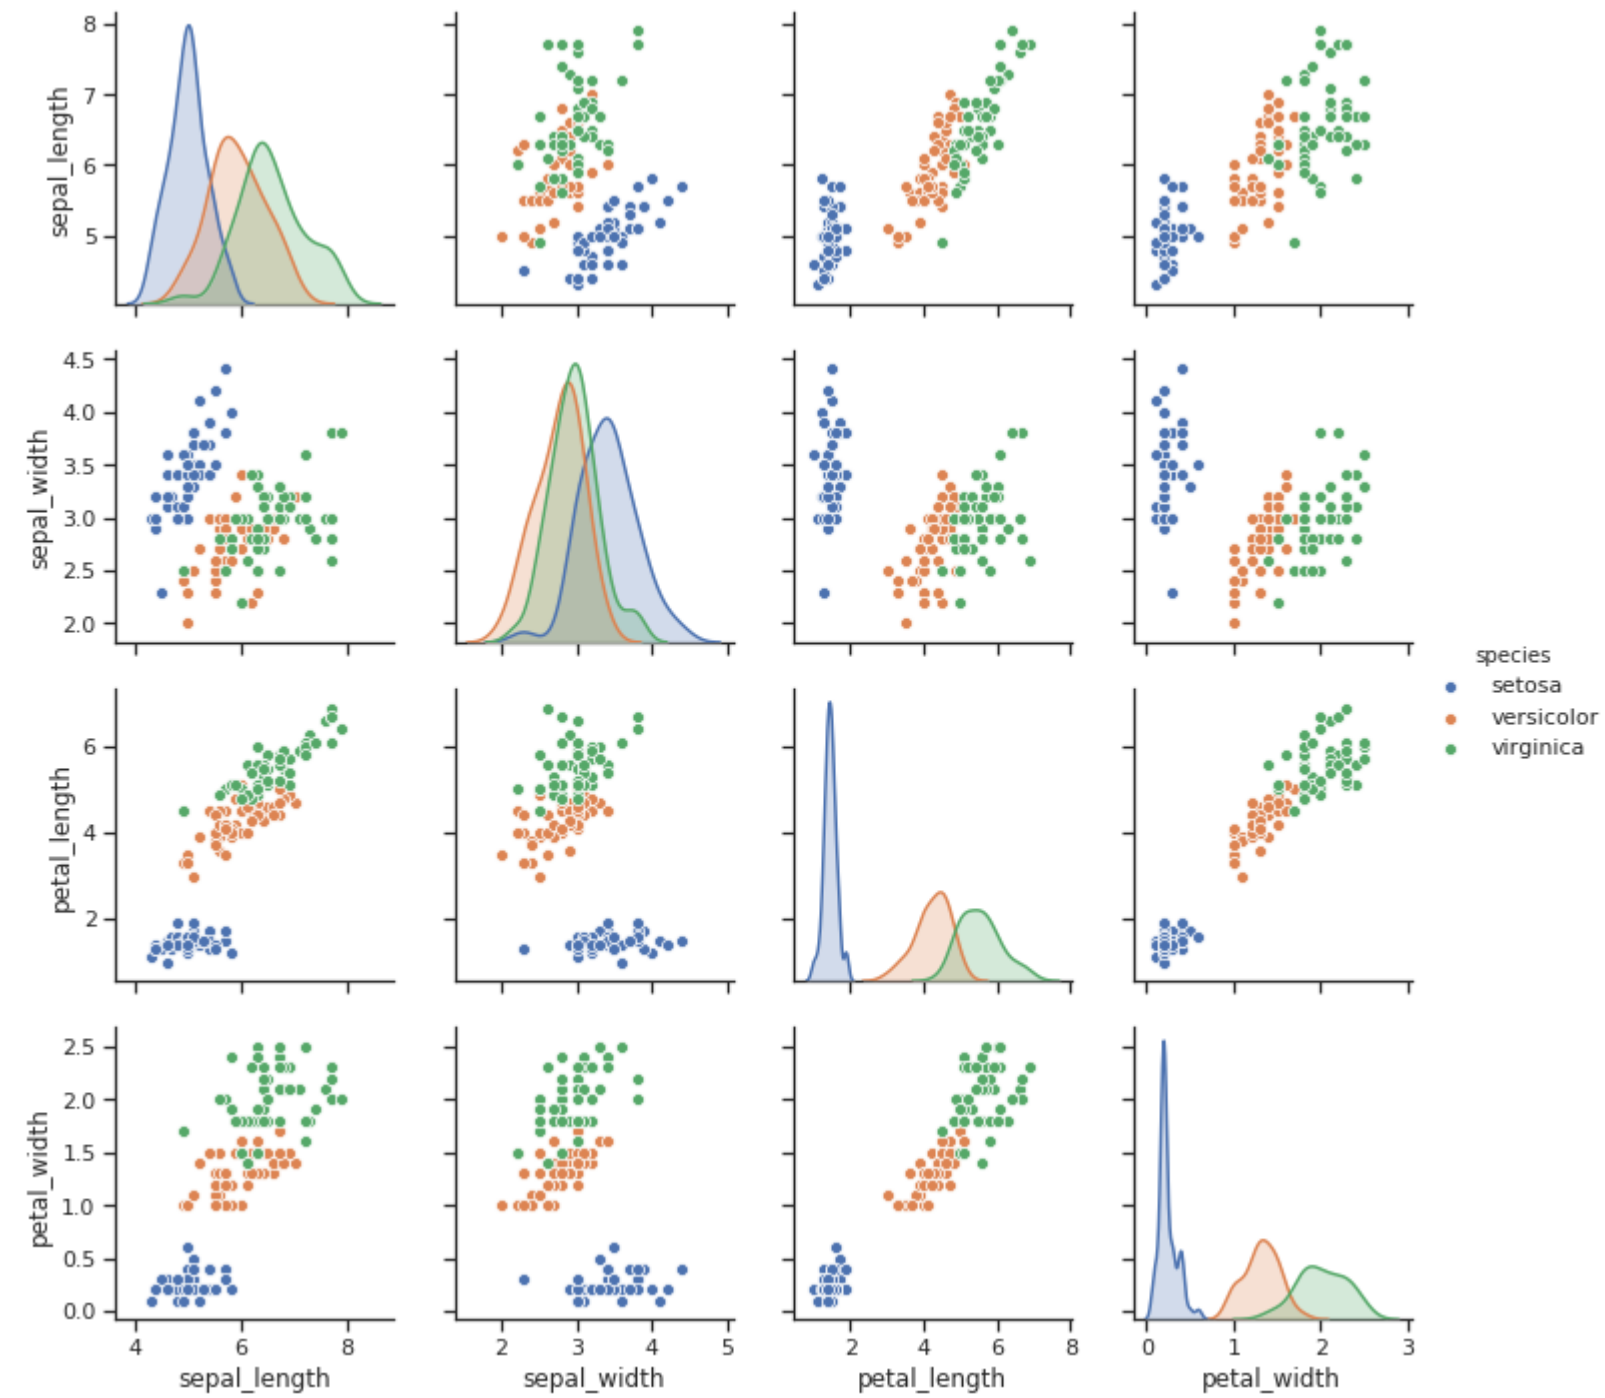 8
7
6
5
sepal_length
4 6 8
2 3 4 5
2 4 6 8
0 1 2 3
4.5
4.0
3.5
3.0
2.5
2.0
sepal_width
species
setosa
versicolor
virginica
6
4
2
petal_length
2.5
2.0
1.5
1.0
0.5
0.0
petal_width
sepal_length sepal_width petal_length petal_width